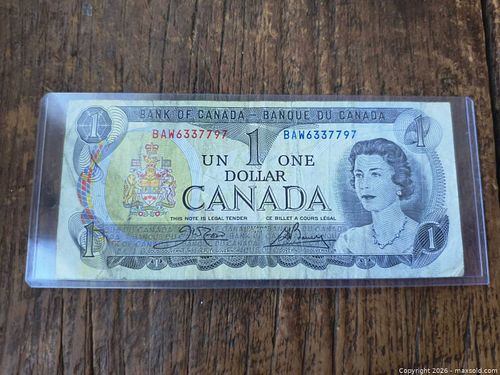 BANK OF CANADA - BANQUE DU CANADA
1 1
BAW6337797 1 BAW6337797
UN ONE
DOLLAR
CANADA
THIS NOTE IS LEGAL TENDER CE BILLET A COURS LÉGAL
1 1
Copyright 2026 - maxsold.com